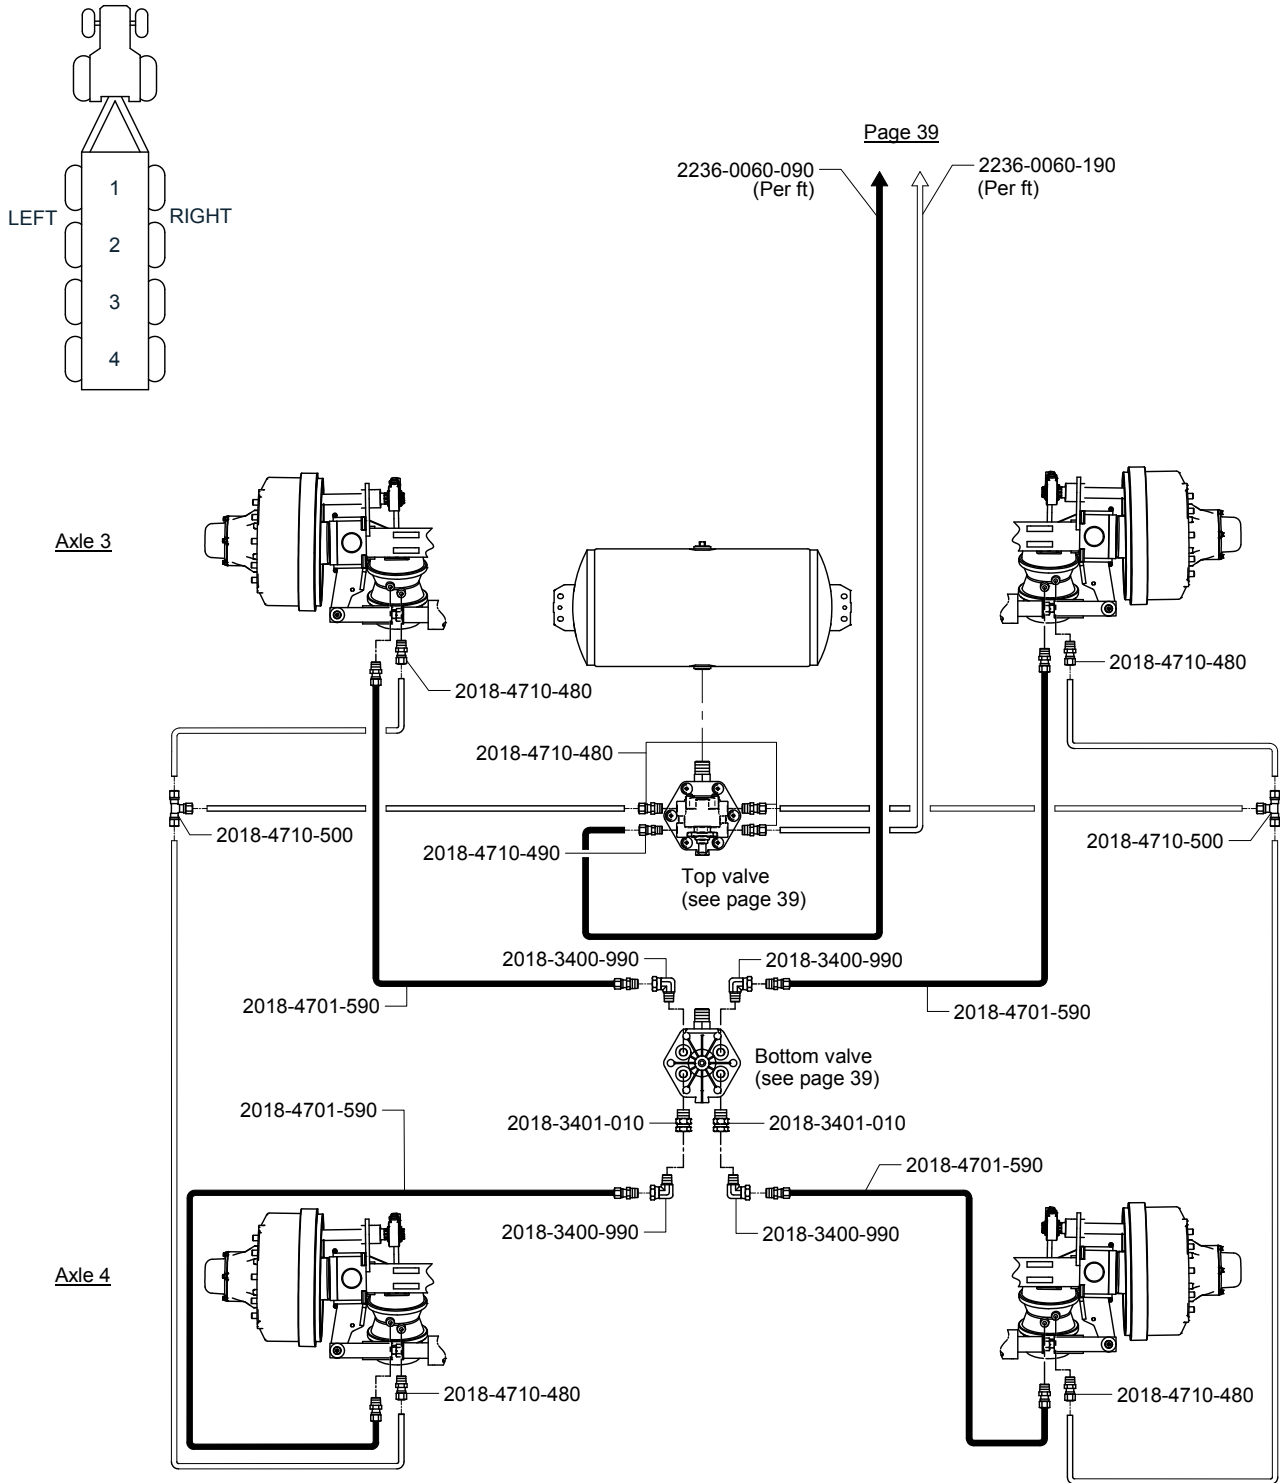 Page 39
2236-0060-090
(Per ft)
2236-0060-190
(Per ft)
1
LEFT
RIGHT
2
3
4
Axle 3
2018-4710-480
2018-4710-480
2018-4710-480
2018-4710-500
2018-4710-490
2018-4710-500
Top valve
(see page 39)
2018-3400-990
2018-3400-990
2018-4701-590
2018-4701-590
Bottom valve
(see page 39)
2018-4701-590
2018-3401-010
2018-3401-010
2018-4701-590
2018-3400-990
2018-3400-990
Axle 4
2018-4710-480
2018-4710-480